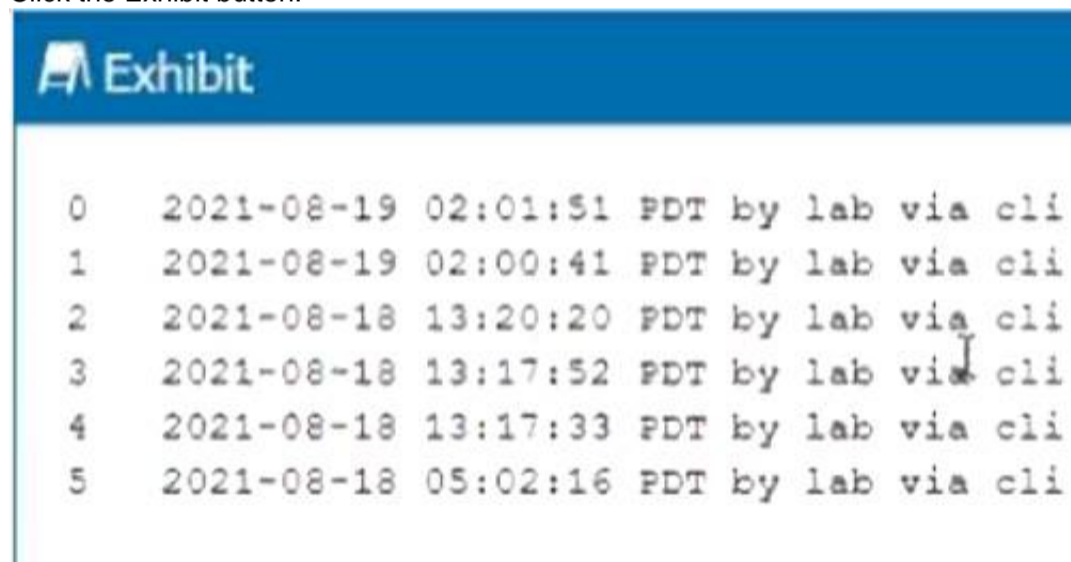 Click the Exhibit button.
Exhibit
0 2021-08-19 02:01:51 PDT by lab via cli
1 2021-08-19 02:00:41 PDT by lab via cli
2 2021-08-18 13:20:20 PDT by lab via cli
3 2021-08-18 13:17:52 PDT by lab via cli
4 2021-08-18 13:17:33 PDT by lab via cli
5 2021-08-18 05:02:16 PDT by lab via cli